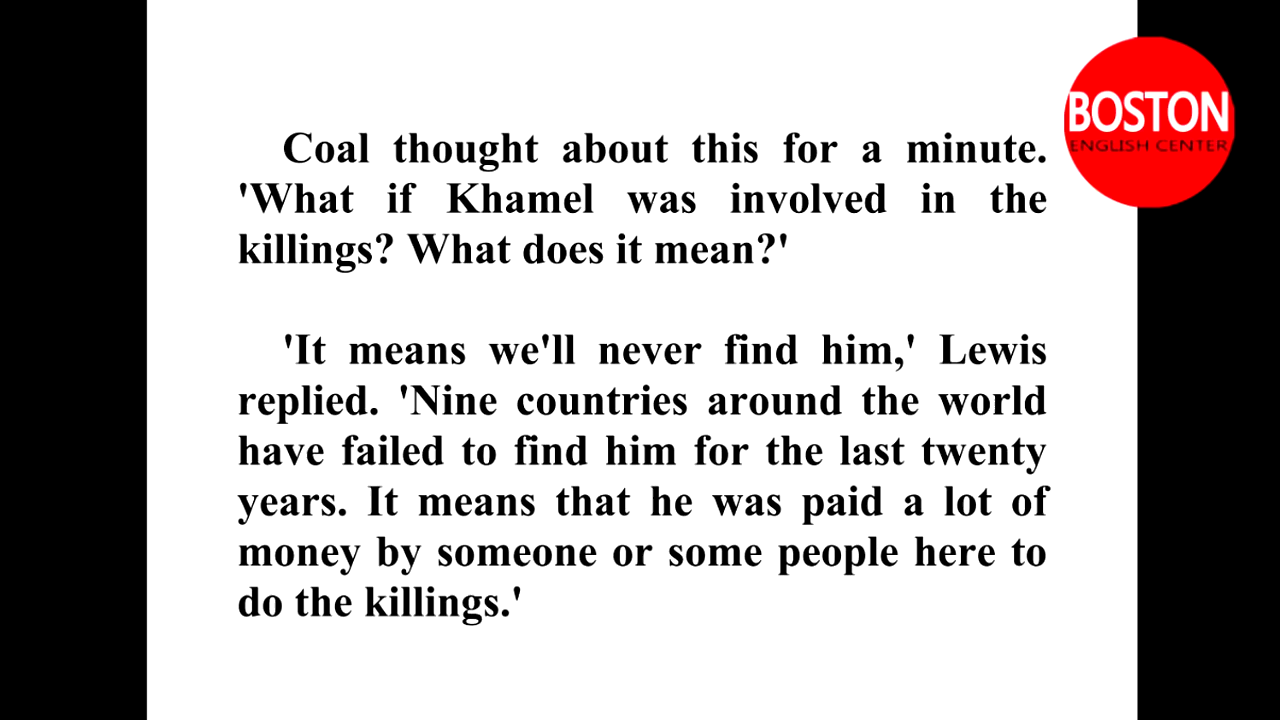 Coal thought about this for a minute.
'What if Khamel was involved in the
killings? What does it mean?'
'It means we'll never find him,' Lewis
replied. 'Nine countries around the world
have failed to find him for the last twenty
years. It means that he was paid a lot of
money by someone or some people here to
do the killings.'
BOSTON
ENGLISH CENTER